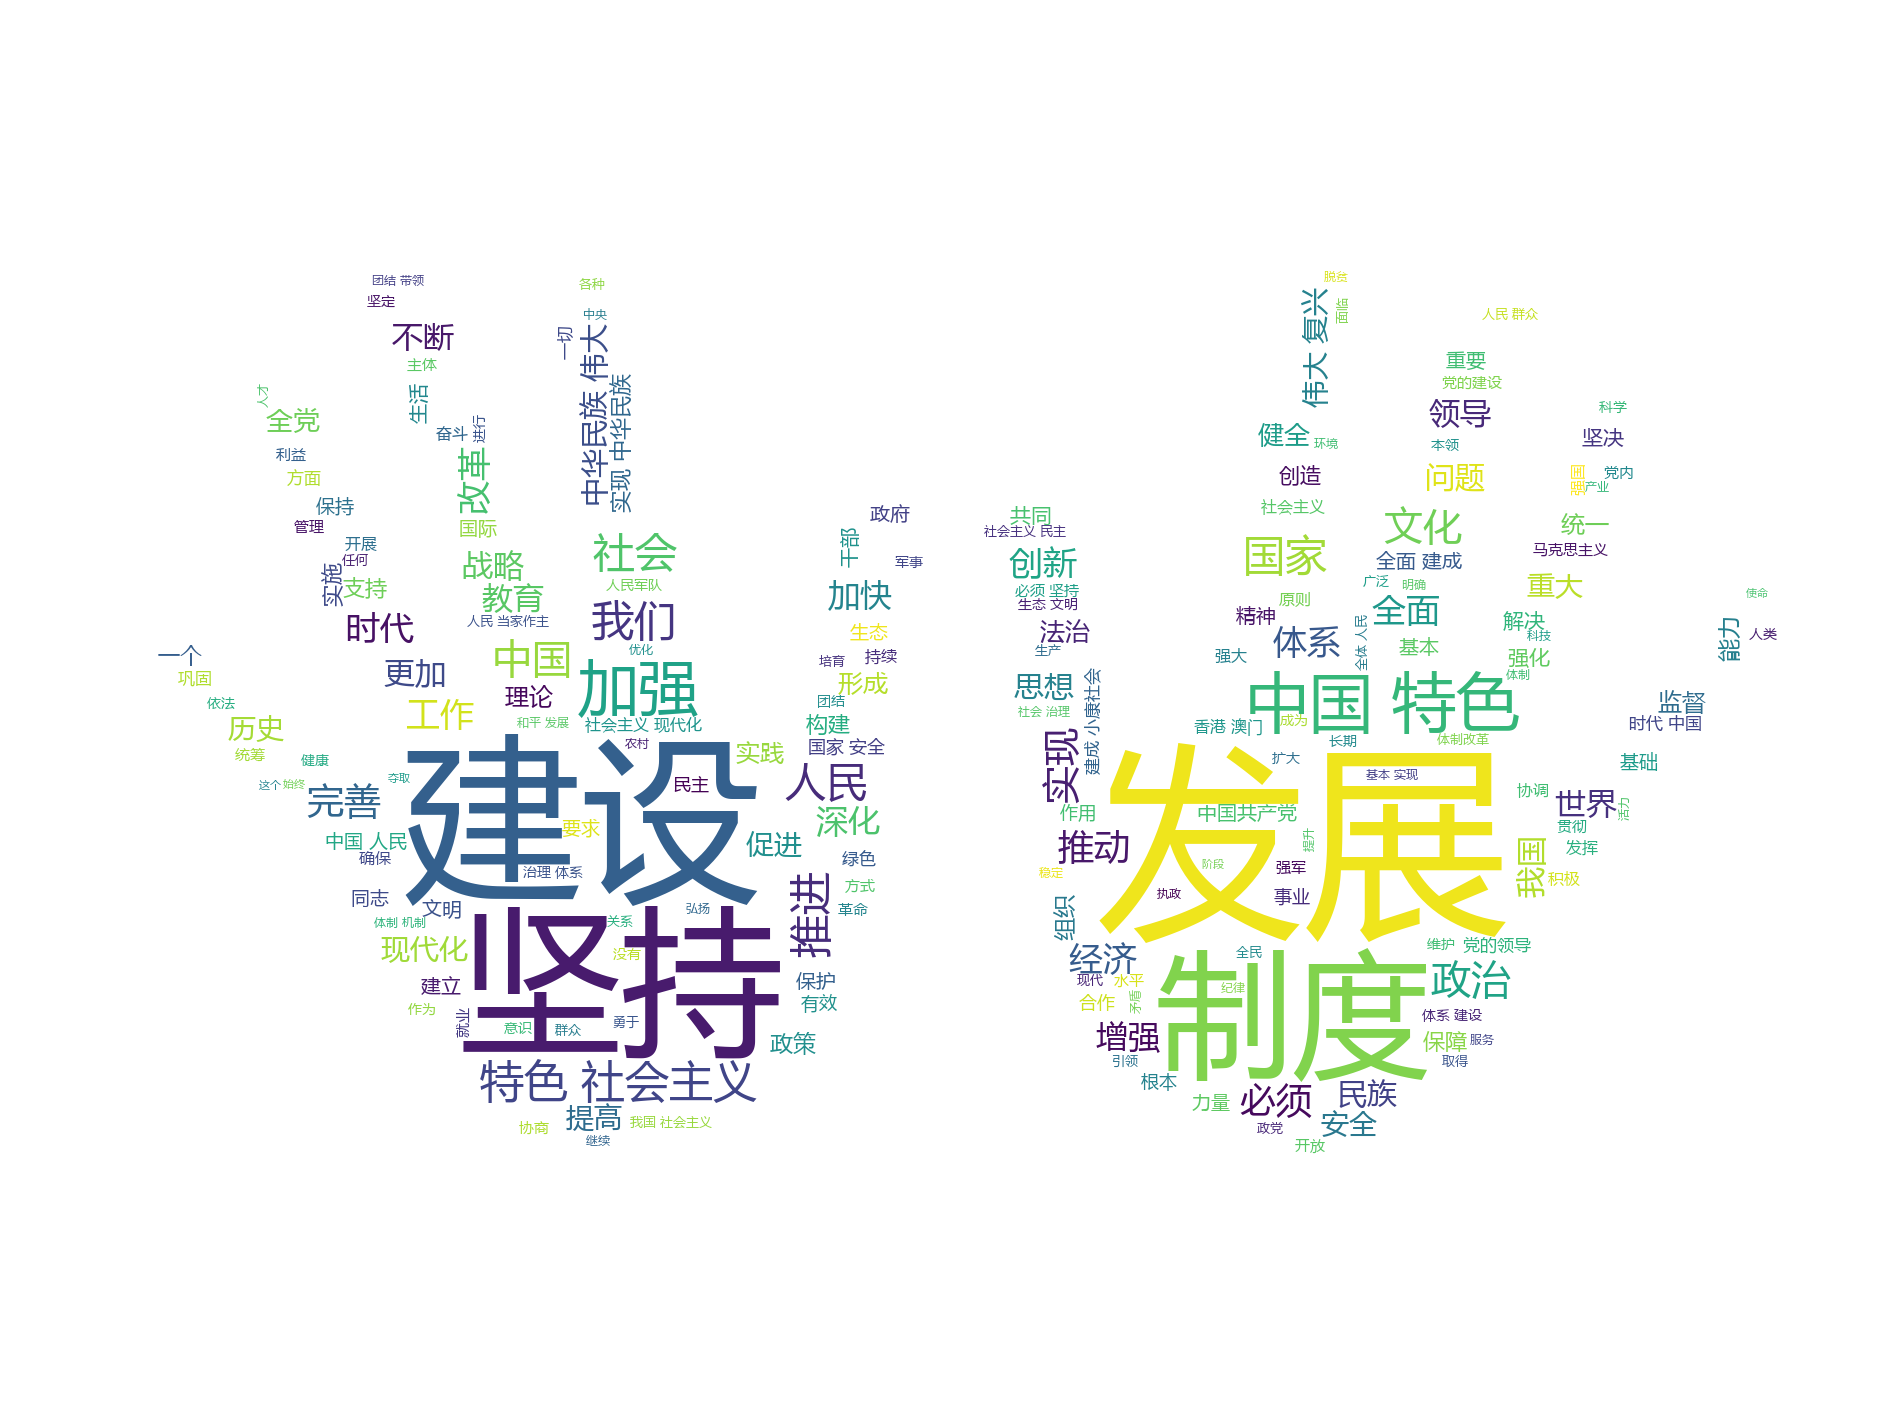 团结 带领
坚定
不断
主体
生活
人才
全党
奋斗
进行
利益
方面
改革
保持
管理
国际
开展
任何
战略
实施
支持
教育
时代
人民 当家作主
各种
中央
一切
中华民族 伟大
实现 中华民族
社会
人民军队
我们
优化
中国
加强
理论
和平 发展
社会主义 现代化
农村
一个
巩固
更加
依法
工作
历史
统筹
健康
夺取
这个
始终
完善
建设
民主
实践
要求
中国 人民
确保
治理 体系
同志
文明
体制 机制
弘扬
关系
现代化
没有
坚持
建立
作为
就业
意识
群众
勇于
特色 社会主义
提高
协商
我国 社会主义
继续
政府
干部
军事
加快
生态
培育
持续
形成
团结
构建
国家 安全
人民
深化
促进
绿色
推进
方式
革命
保护
有效
政策
脱贫
伟大 复兴
面临
人民 群众
重要
党的建设
领导
科学
健全
环境
本领
坚决
创造
问题
强国
党内
产业
社会主义
共同
社会主义 民主
文化
统一
创新
国家
全面 建成
马克思主义
必须 坚持
生态 文明
广泛
明确
重大
原则
精神
全面
使命
法治
体系
全体 人民
解决
科技
能力
人类
生产
强大
基本
强化
体制
思想
建成 小康社会
中国 特色
监督
社会 治理
香港 澳门
成为
时代 中国
长期
体制改革
实现
扩大
基础
发展
基本 实现
协调
世界
活力
作用
中国共产党
贯彻
推动
提升
我国
发挥
稳定
阶段
强军
积极
执政
事业
组织
经济
全民
维护
党的领导
现代
水平
制度
纪律
政治
合作
矛盾
体系 建设
增强
保障
服务
引领
取得
根本
力量
必须
民族
政党
安全
开放